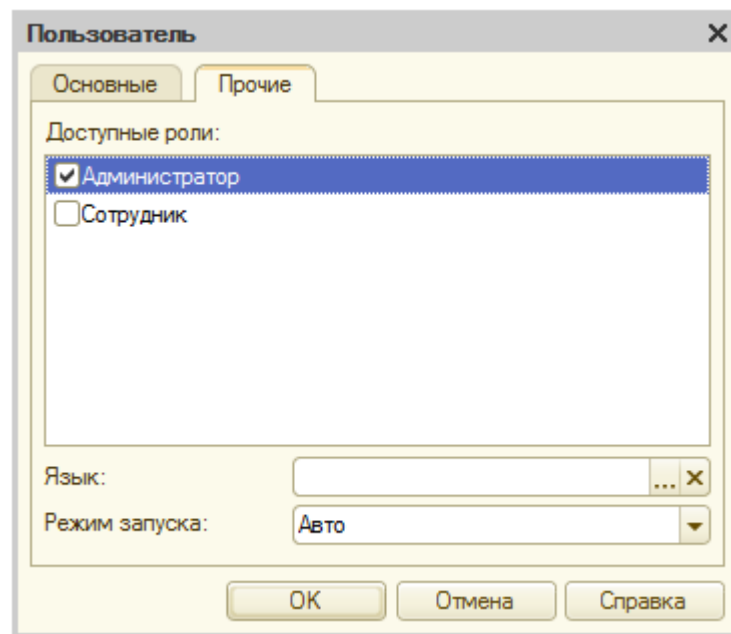 Пользователь
Основные Прочие
Доступные роли:
Администратор
Сотрудник
Язык:
...
Режим запуска: Авто
OK Отмена Справка